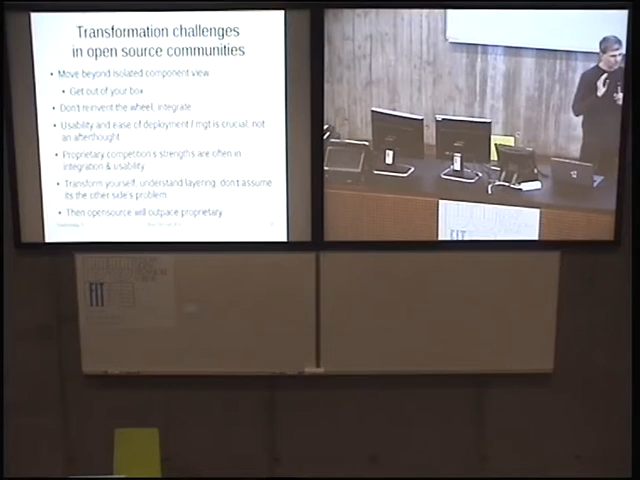 Transformation challenges
in open source communities
• Move beyond isolated component view
• Get out of your box
• Don't reinvent the wheel, integrate
• Usability and ease of deployment / mgt is crucial, not
an afterthought
• Proprietary competition's strengths are often in
integration & usability
• Transform yourself, understand layering, don't assume
its the other side's problem
• Then opensource will outpace proprietary
FIT
FIT